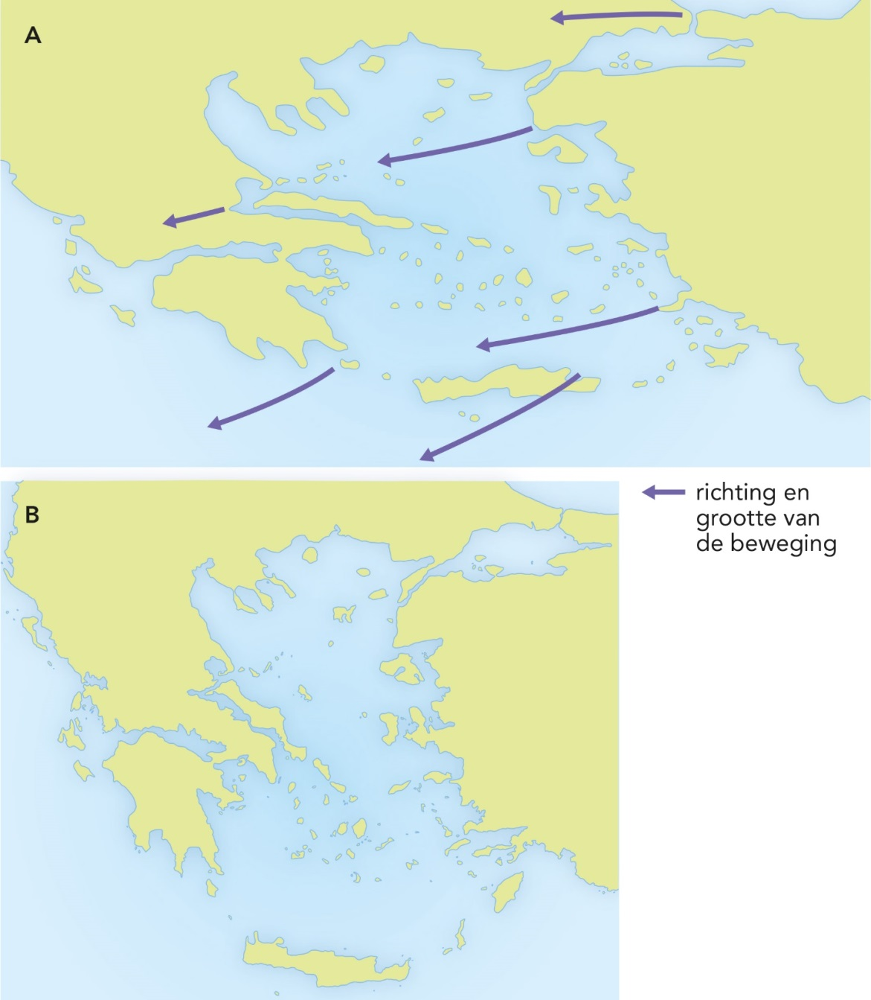 A
B
richting en
grootte van
de beweging